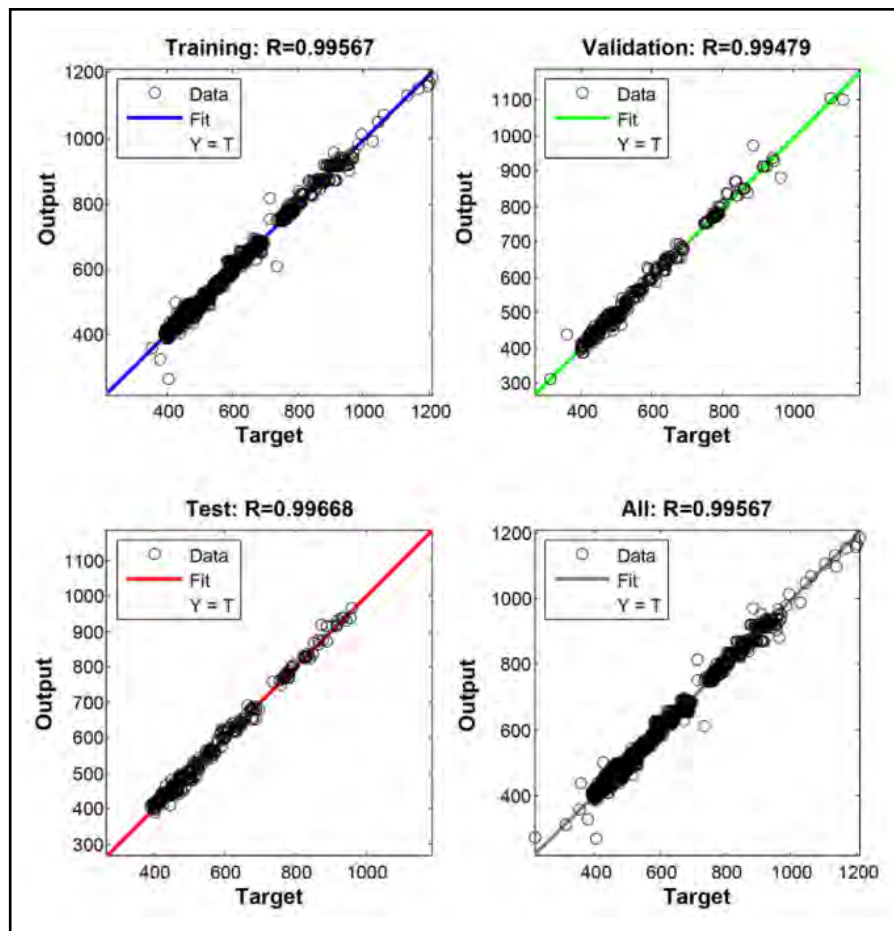 Training: R=0.99567
Validation: R=0.99479
1200
1000
800
600
400
Output
Data
Fit
Y = T
400
600
800
1000
1200
Target
1100
1000
900
800
700
600
500
400
300
Output
Data
Fit
Y = T
400
600
800
1000
Target
Test: R=0.99668
All: R=0.99567
1100
1000
900
800
700
600
500
400
300
Output
Data
Fit
Y = T
400
600
800
1000
Target
1200
1000
800
600
400
Output
Data
Fit
Y = T
400
600
800
1000
1200
Target